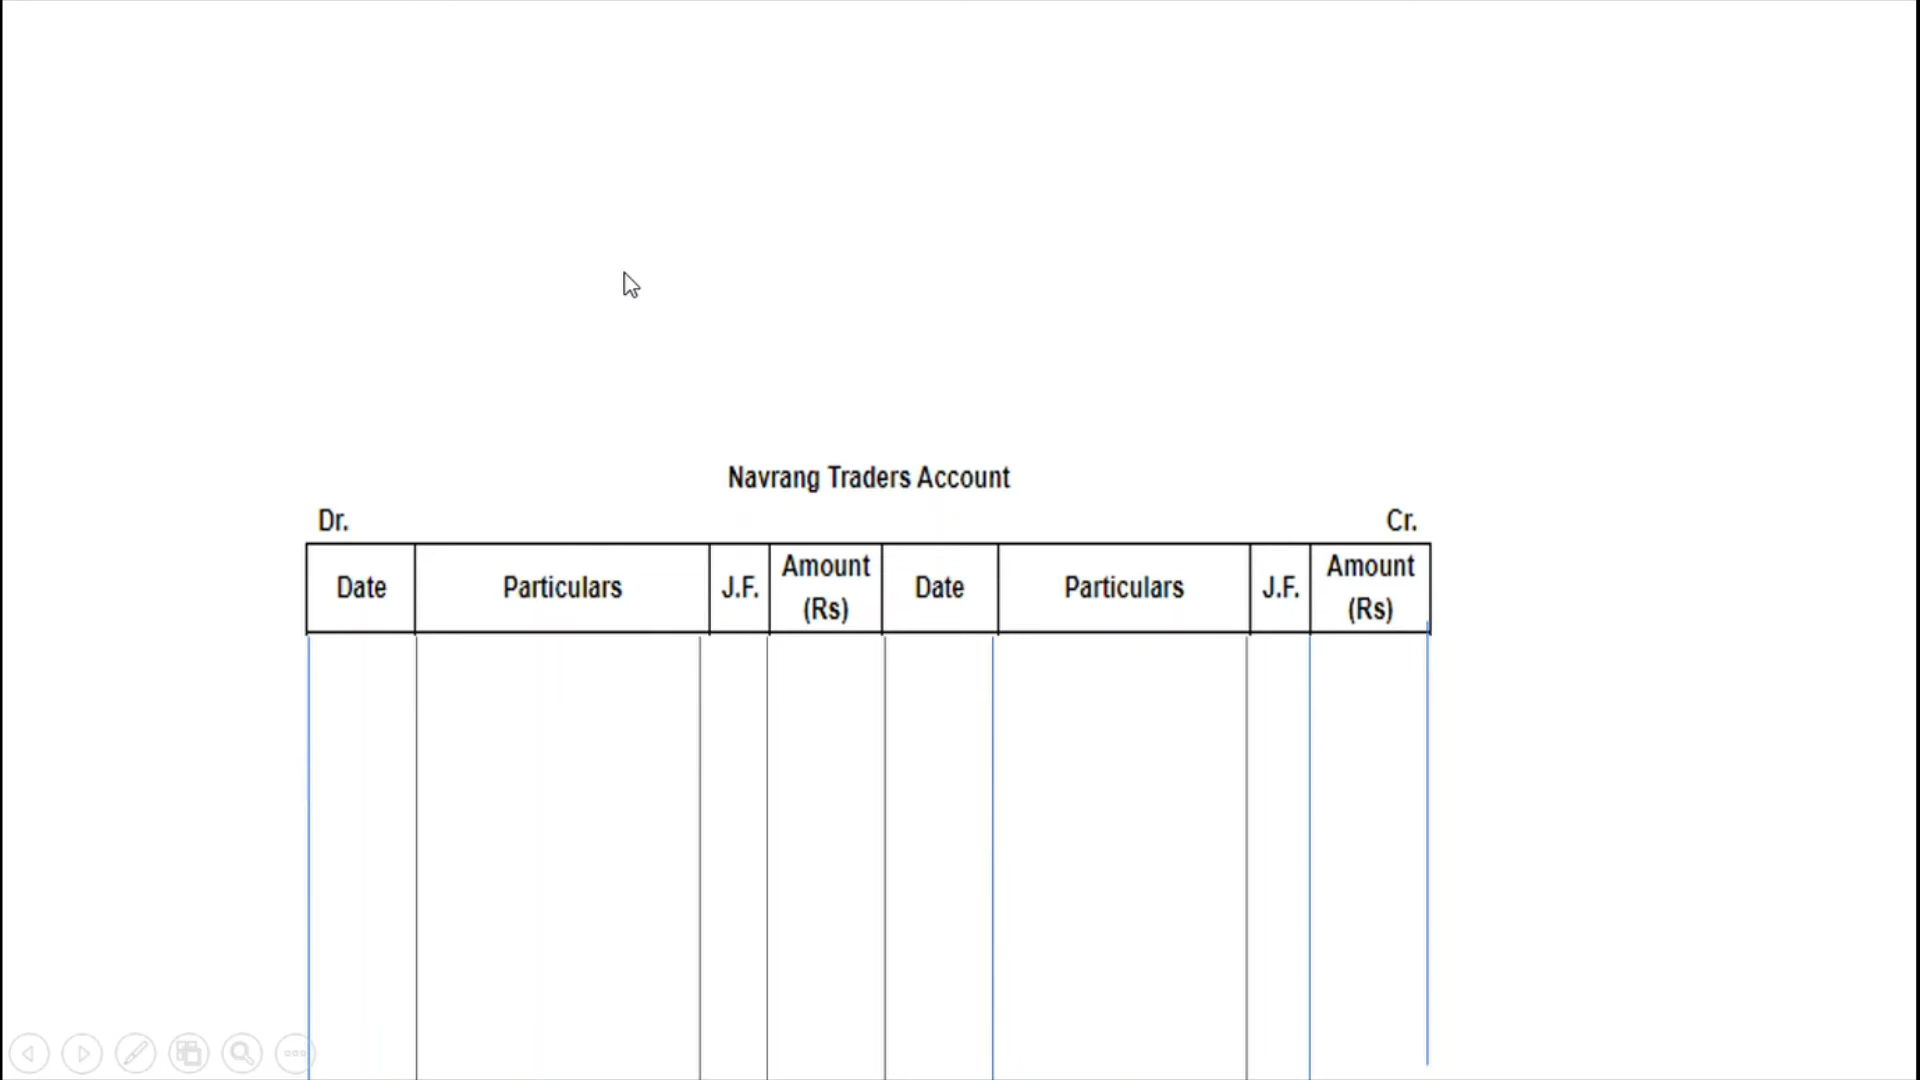 Navrang Traders Account
Dr. Cr.
Date Particulars J.F. Amount (Rs) Date Particulars J.F. Amount (Rs)